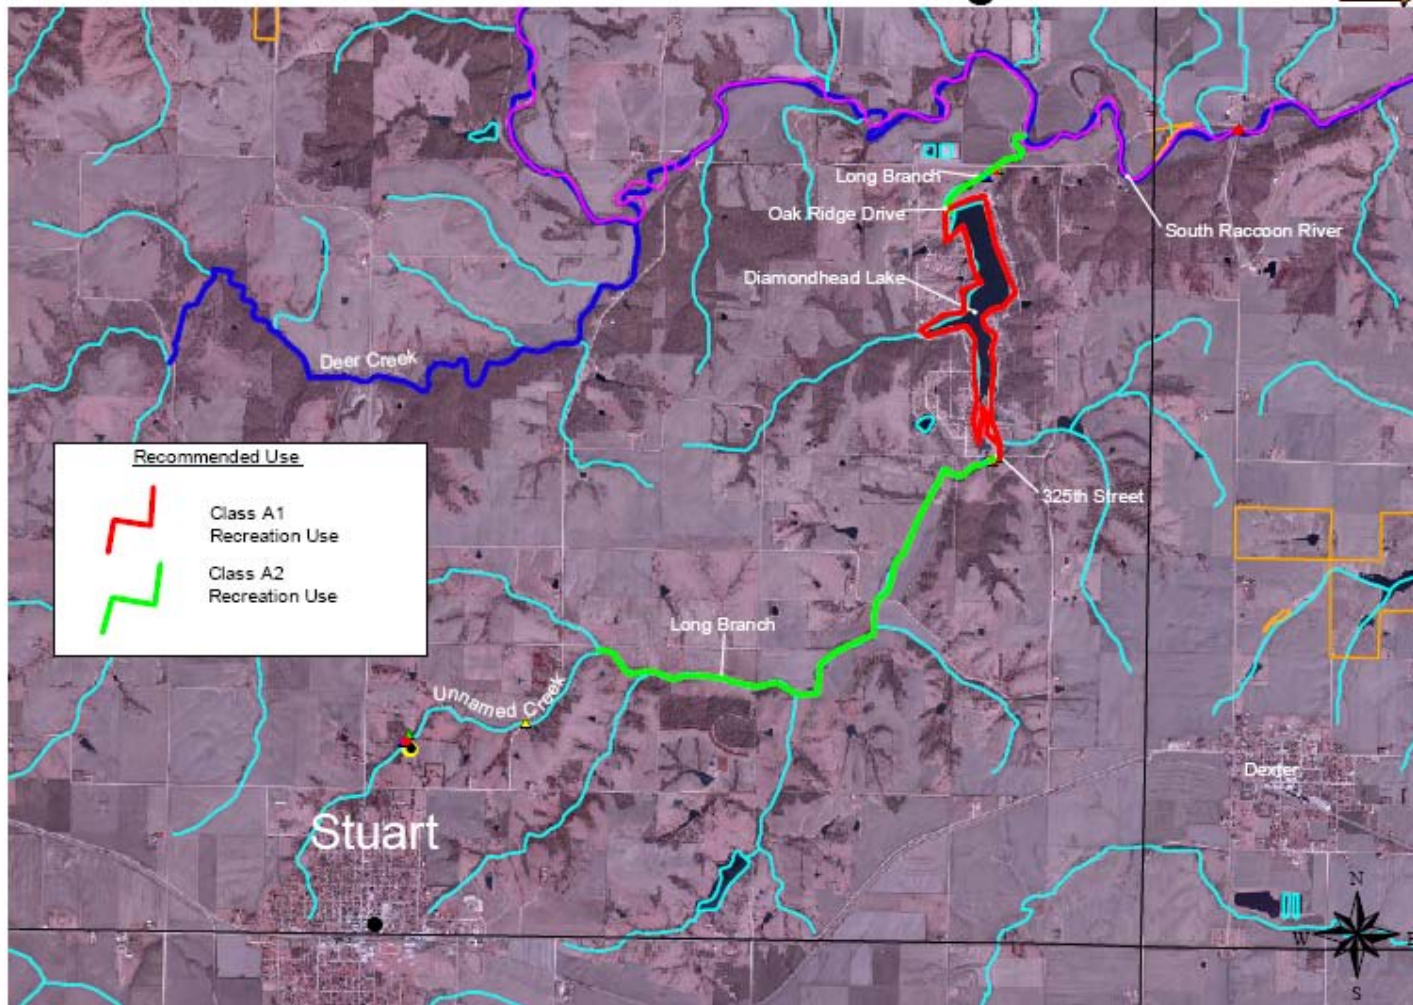 Long Branch
Oak Ridge Drive
South Raccoon River
Diamondhead Lake
Deer Creek
Recommended Use
Class A1
Recreation Use
325th Street
Class A2
Recreation Use
Long Branch
Unnamed Creek
Dexter
Stuart
N
W
E
S